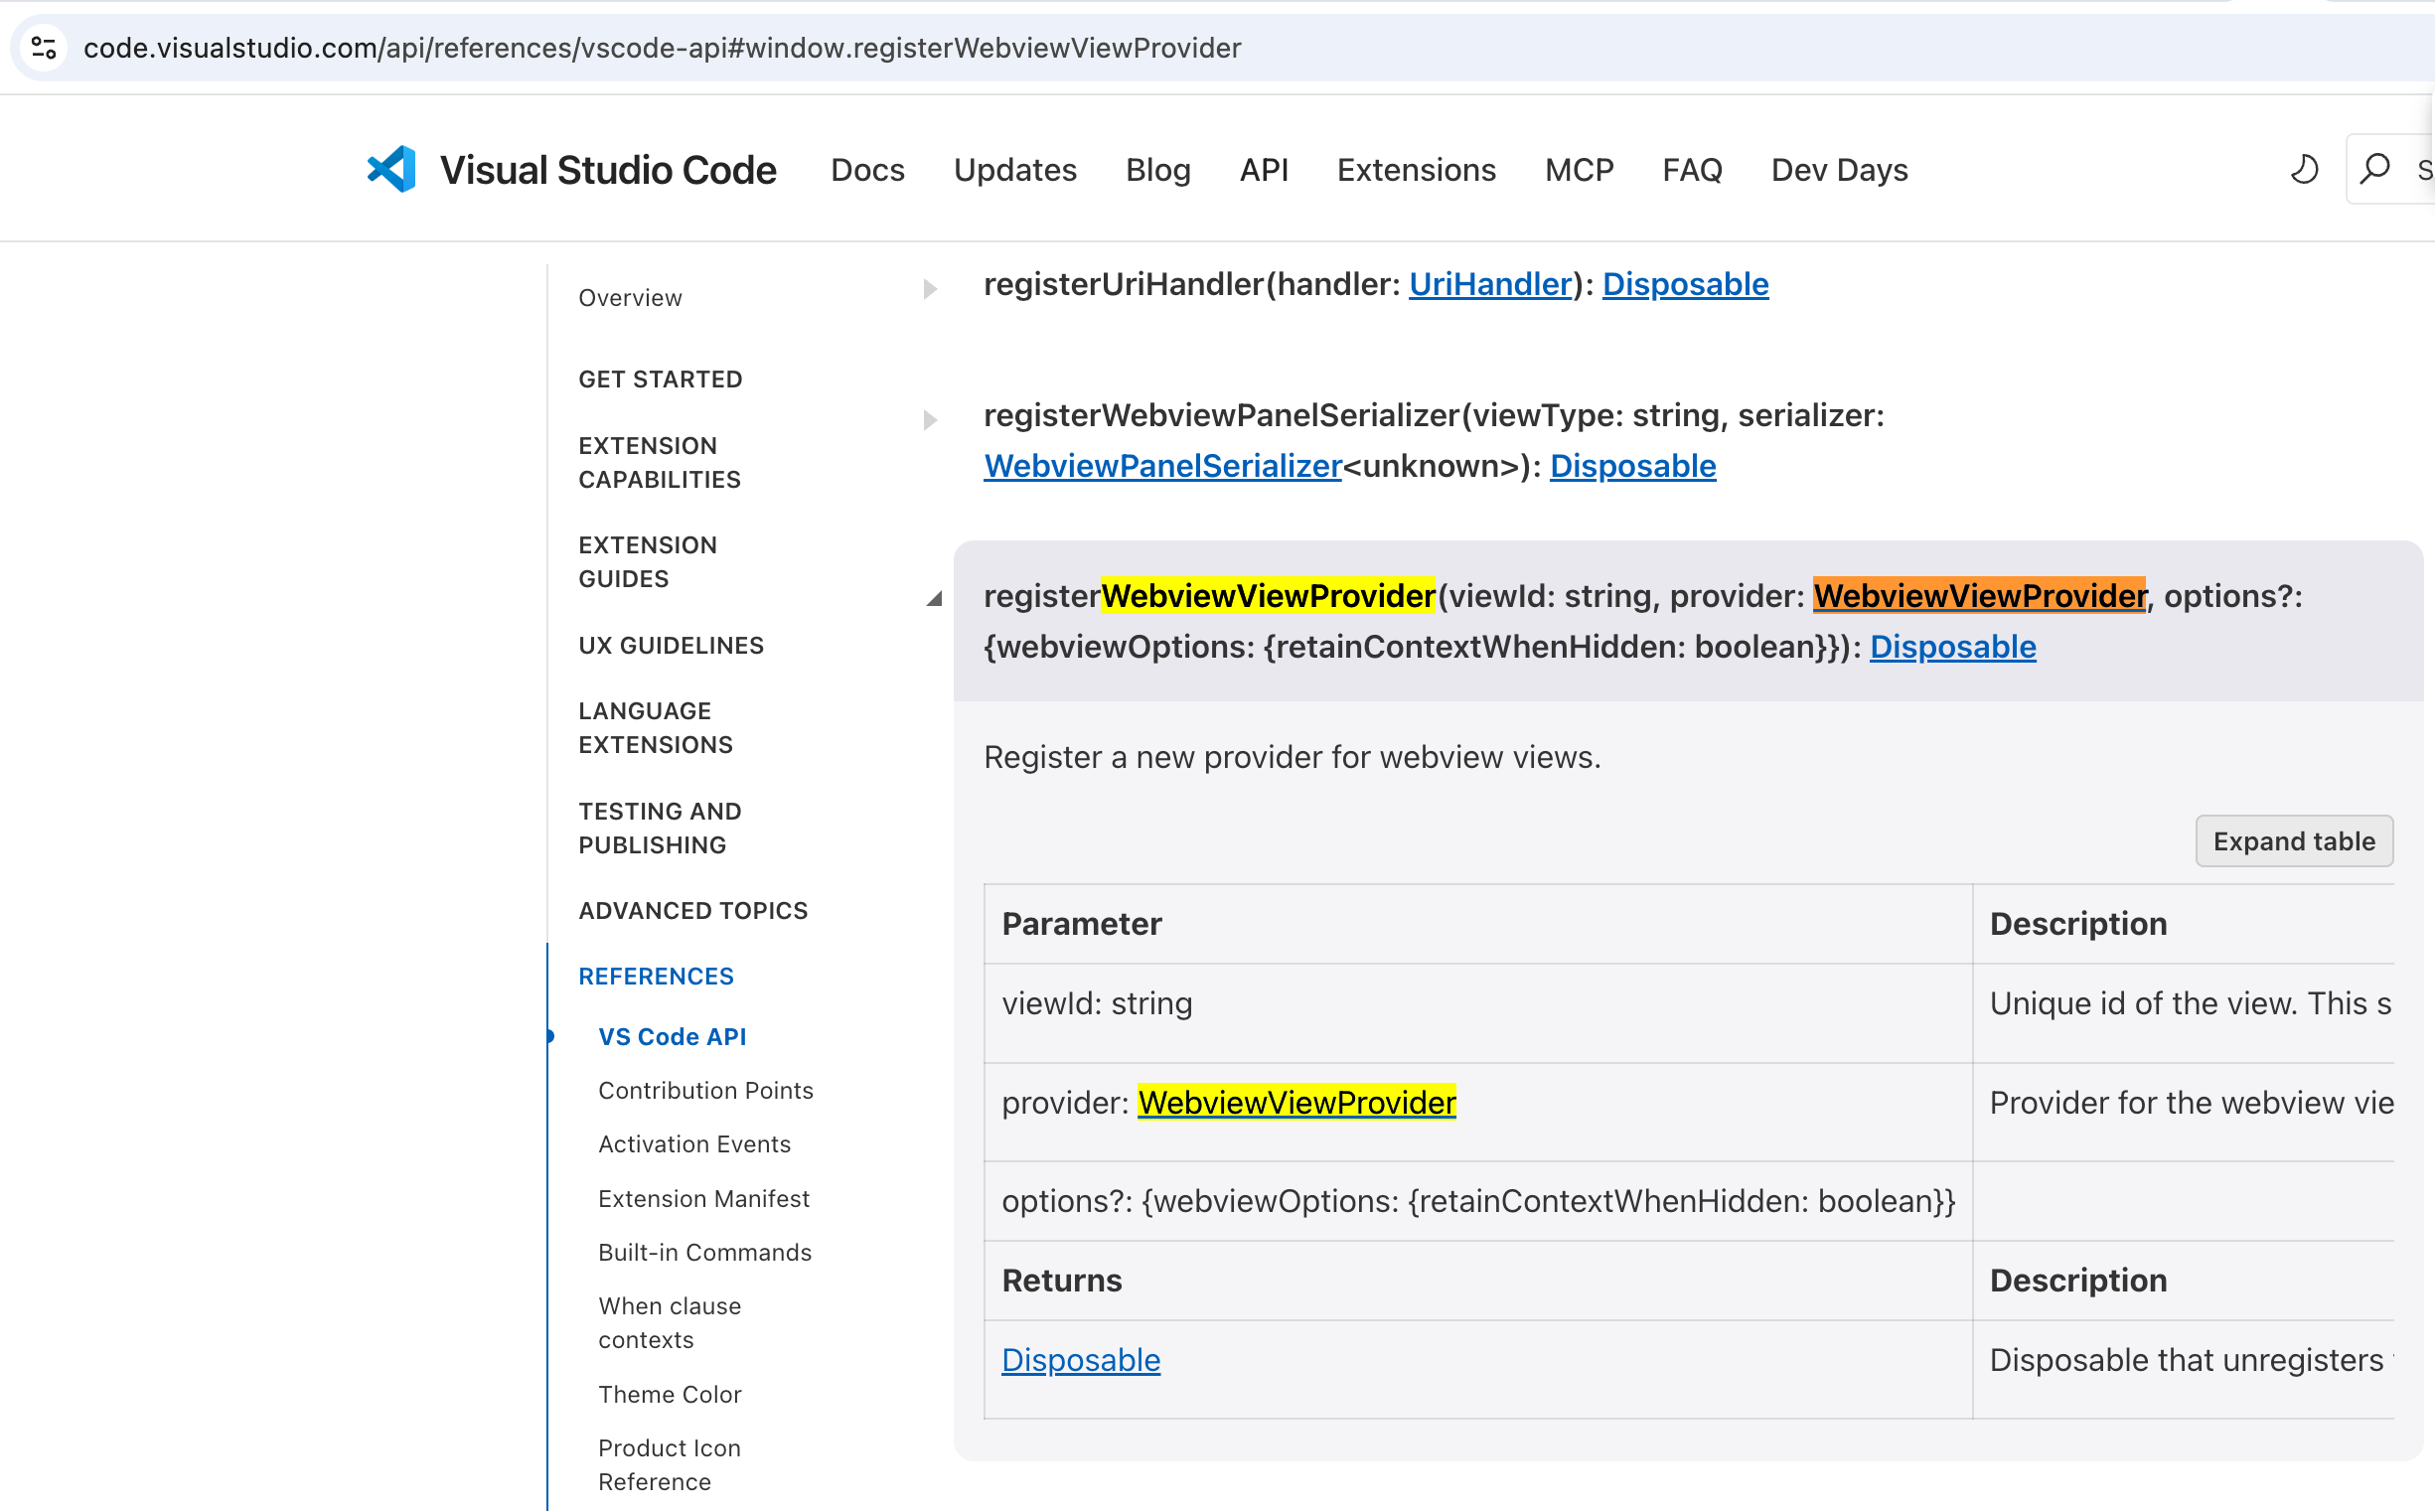 code.visualstudio.com/api/references/vscode-api#window.registerWebviewViewProvider
Visual Studio Code Docs Updates Blog API Extensions MCP FAQ Dev Days
Overview
GET STARTED
EXTENSION
CAPABILITIES
EXTENSION
GUIDES
UX GUIDELINES
LANGUAGE
EXTENSIONS
TESTING AND
PUBLISHING
ADVANCED TOPICS
REFERENCES
VS Code API
Contribution Points
Activation Events
Extension Manifest
Built-in Commands
When clause
contexts
Theme Color
Product Icon
Reference
registerUriHandler(handler: UriHandler): Disposable
registerWebviewPanelSerializer(viewType: string, serializer:
WebviewPanelSerializer<unknown>): Disposable
registerWebviewViewProvider(viewId: string, provider: WebviewViewProvider, options?:
{webviewOptions: {retainContextWhenHidden: boolean}}): Disposable
Register a new provider for webview views.
Expand table
Parameter Description
viewId: string Unique id of the view. This s
provider: WebviewViewProvider Provider for the webview vie
options?: {webviewOptions: {retainContextWhenHidden: boolean}}
Returns Description
Disposable Disposable that unregisters